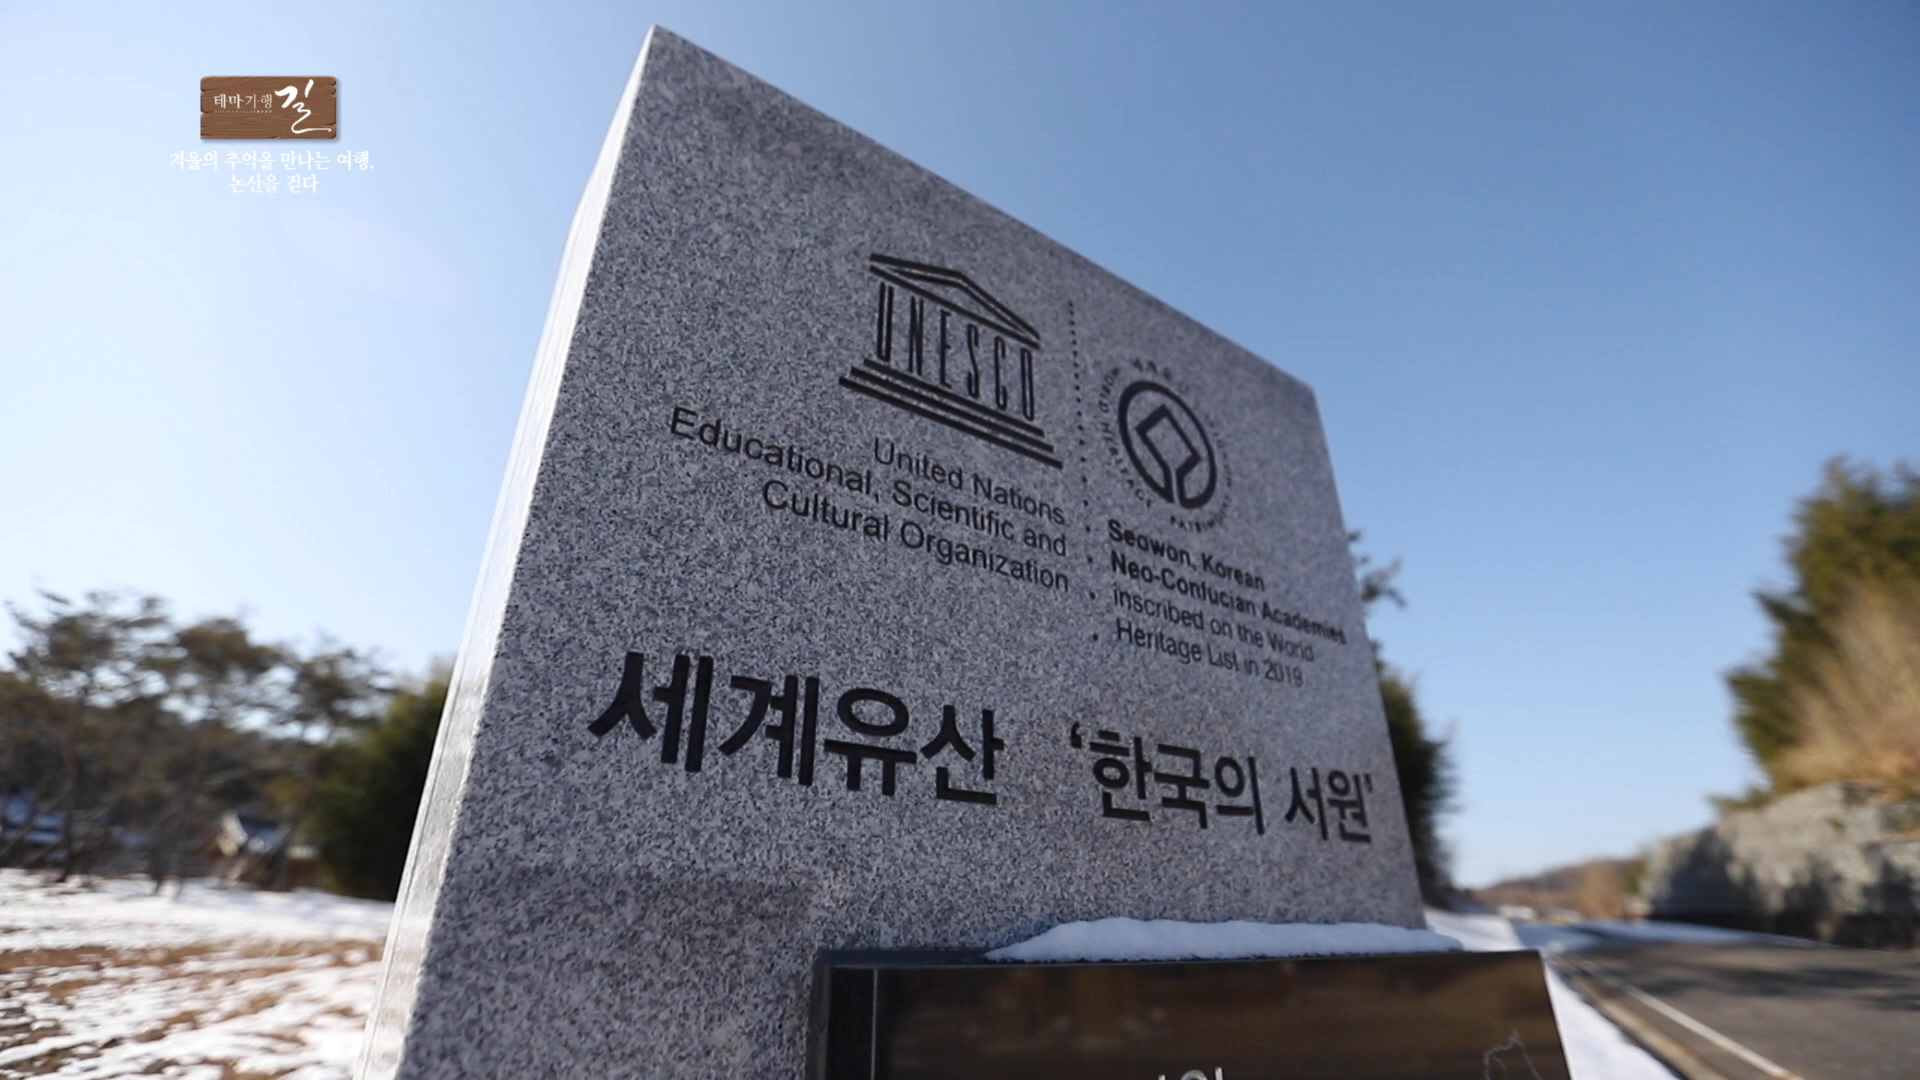 테마기행 길
겨울의 추억을 만나는 여행,
논산을 걷다
UNESCO
United Nations
Educational, Scientific and
Cultural Organization
WORLD HERITAGE
Seowon, Korean
Neo-Confucian Academies
inscribed on the World
Heritage List in 2019
세계유산 ‘한국의 서원’